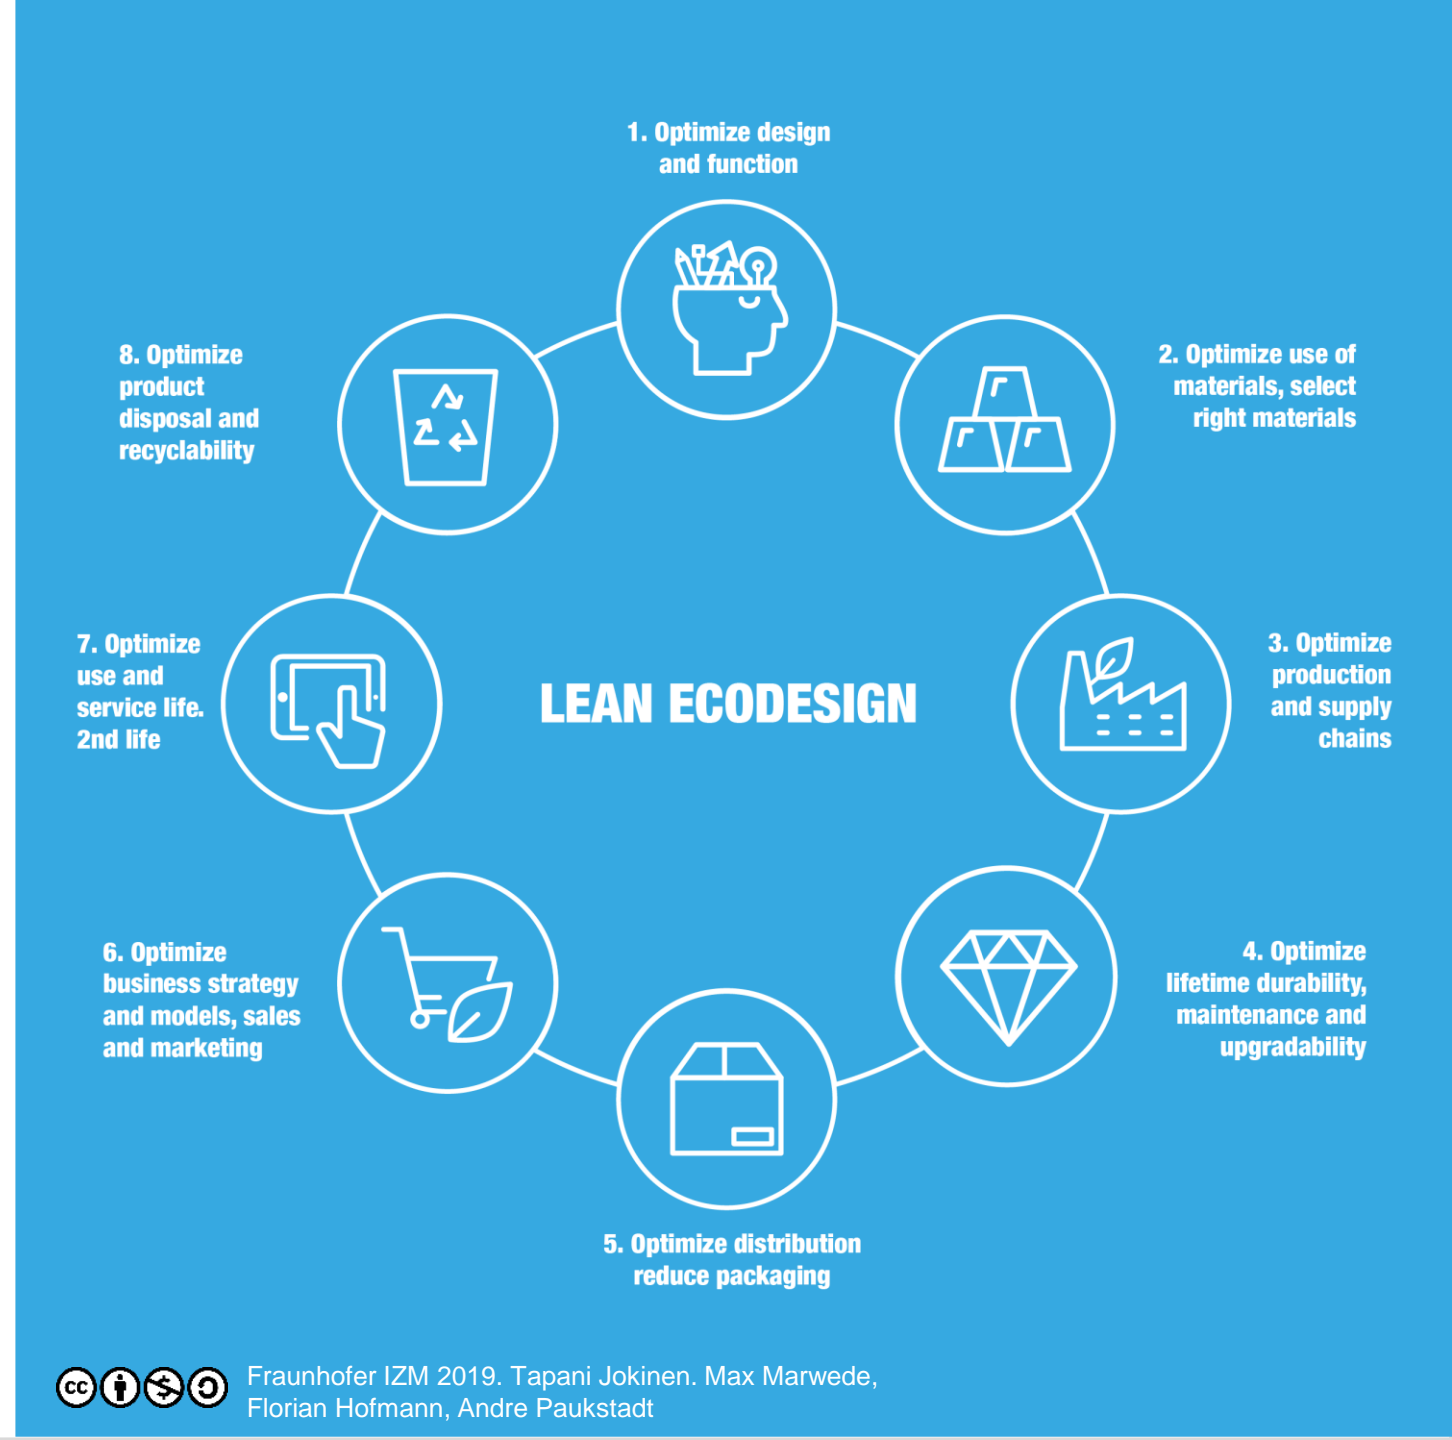 1. Optimize design
and function
2. Optimize use of
materials, select
right materials
3. Optimize
production
and supply
chains
4. Optimize
lifetime durability,
maintenance and
upgradability
5. Optimize distribution
reduce packaging
6. Optimize
business strategy
and models, sales
and marketing
7. Optimize
use and
service life.
2nd life
8. Optimize
product
disposal and
recyclability
LEAN ECODESIGN
cc
Fraunhofer IZM 2019. Tapani Jokinen. Max Marwede,
Florian Hofmann, Andre Paukstadt